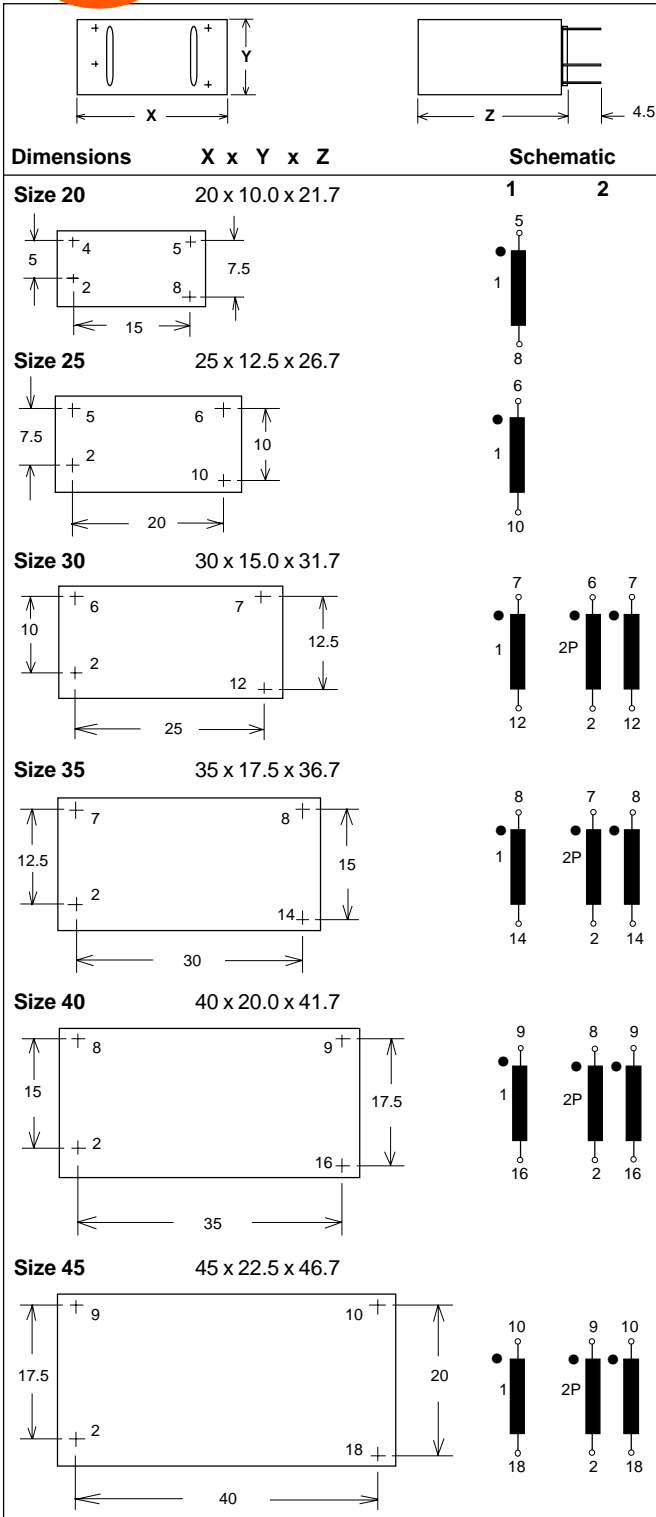 Y
X
Z
4.5
Dimensions X x Y x Z Schematic
Size 20 20 x 10.0 x 21.7 1 2
5
4 5
5 7.5
2 8
15
1
8
Size 25 25 x 12.5 x 26.7
6
5 6
7.5 10
2
10
20
1
10
Size 30 30 x 15.0 x 31.7
7 6 7
6 7
10 12.5
2
12
25
1 2P
12 2 12
Size 35 35 x 17.5 x 36.7
8 7 8
7 8
12.5 15
2
14
30
1 2P
14 2 14
Size 40 40 x 20.0 x 41.7
9 8 9
8 9
15 17.5
2
16
35
1 2P
16 2 16
Size 45 45 x 22.5 x 46.7
10 9 10
9 10
17.5 20
2
18
40
1 2P
18 2 18